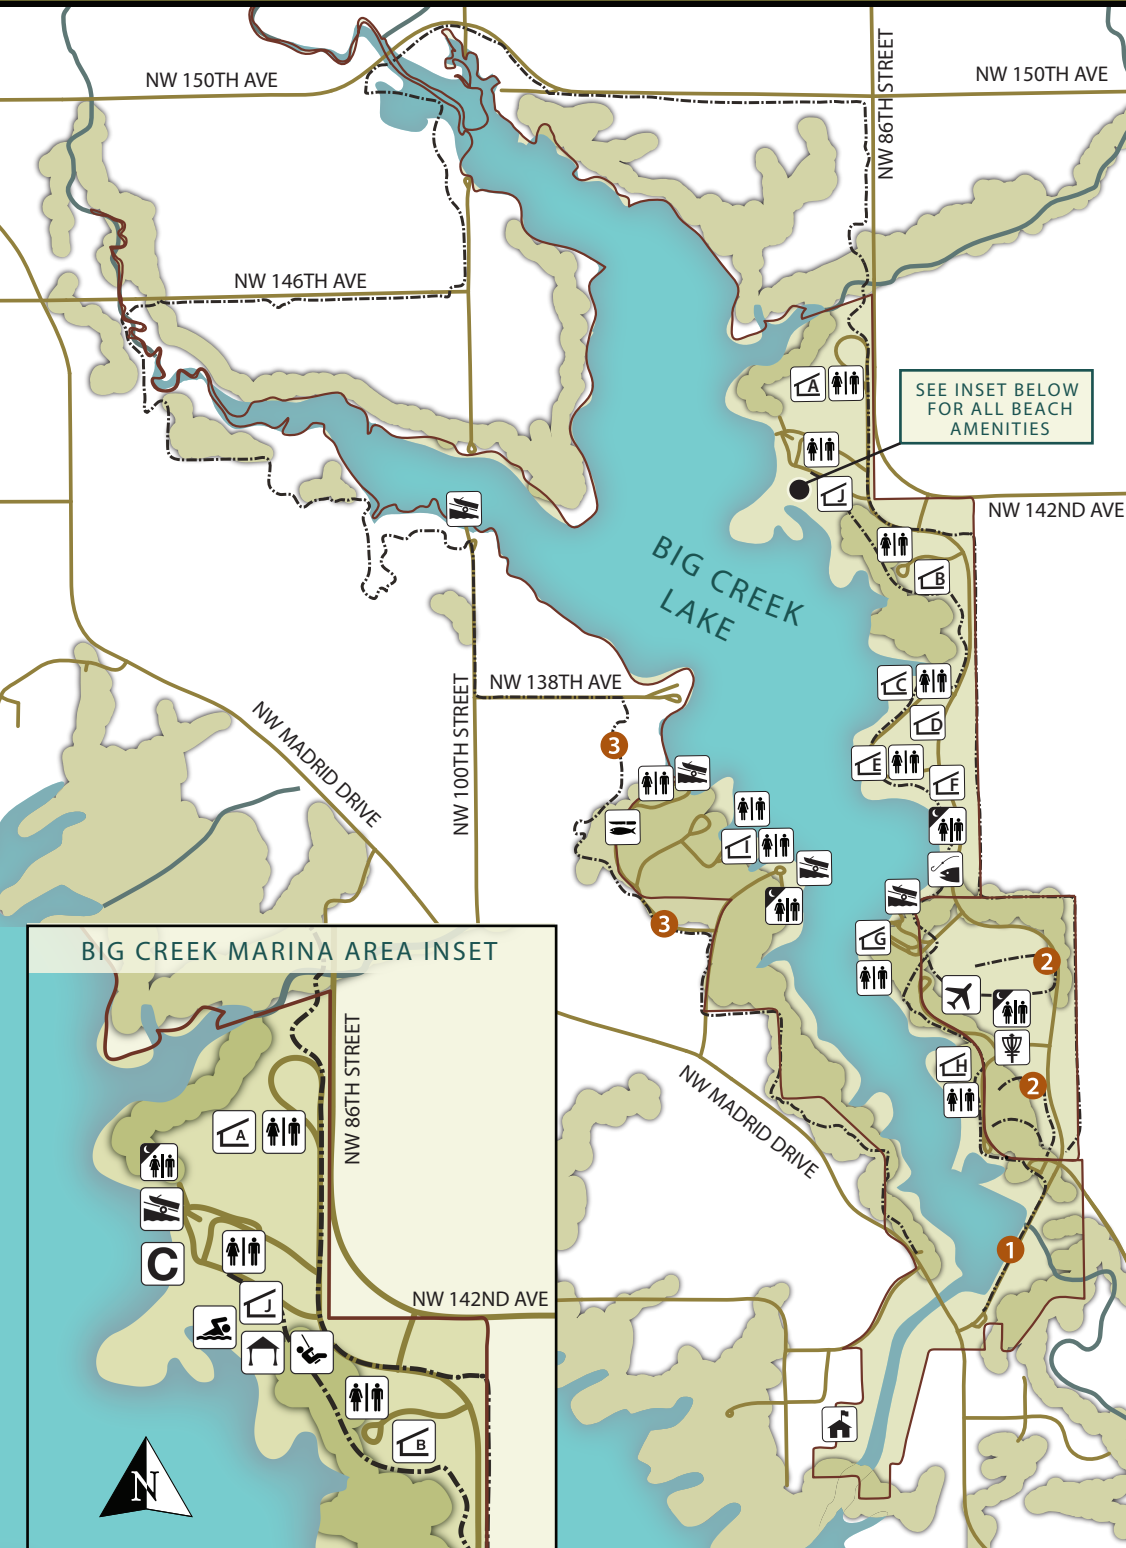 NW 150TH AVE
NW 86TH STREET
NW 150TH AVE
NW 146TH AVE
A
SEE INSET BELOW
FOR ALL BEACH
AMENITIES
J
NW 142ND AVE
BIG CREEK
LAKE
B
C
NW 138TH AVE
D
NW 100TH STREET
NW MADRID DRIVE
3
E
F
I
3
G
2
H
2
NW MADRID DRIVE
1
BIG CREEK MARINA AREA INSET
NW 86TH STREET
A
C
J
NW 142ND AVE
B
N